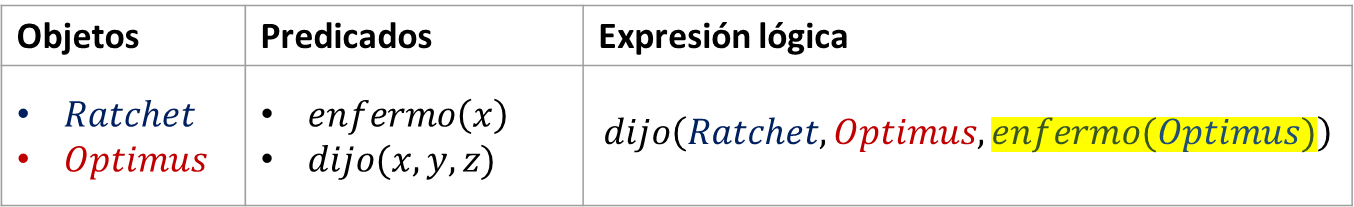 Objetos Predicados Expresión lógica
• Ratchet
• Optimus
• enfermo(x)
• dijo(x, y, z)
dijo(Ratchet, Optimus, enfermo(Optimus))